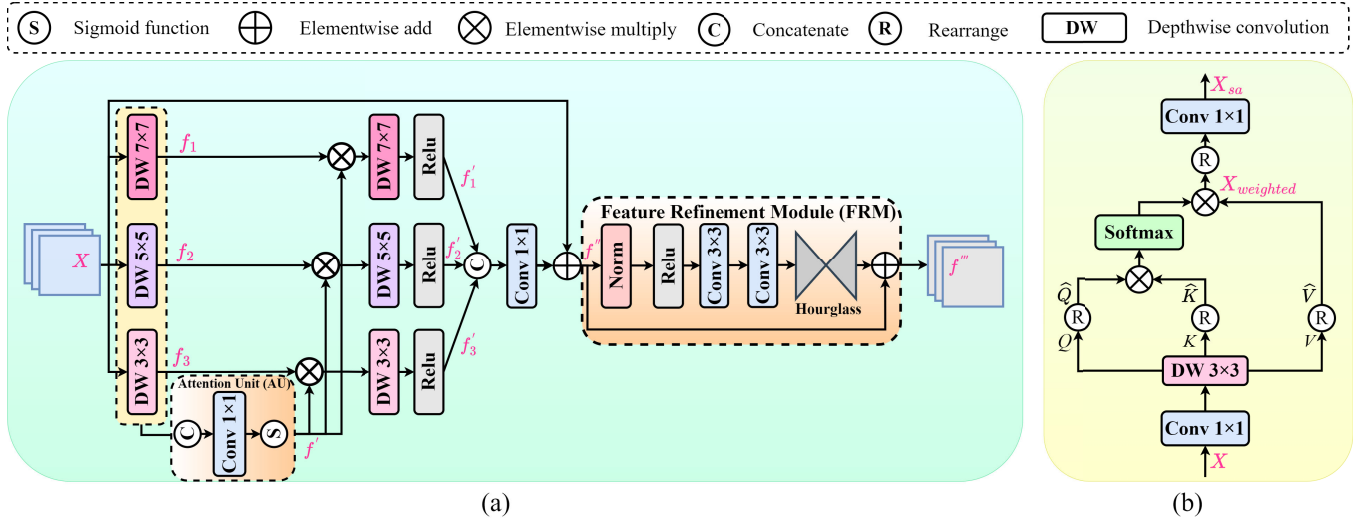 S Sigmoid function Elementwise add Elementwise multiply C Concatenate R Rearrange DW Depthwise convolution
X
DW 7×7
f₁
DW 7×7
Relu
f₁′
DW 5×5
f₂
DW 5×5
Relu
f₂′
DW 3×3
f₃
DW 3×3
Relu
f₃′
Attention Unit (AU)
C
Conv 1×1
S
f′
C
Conv 1×1
f″
Feature Refinement Module (FRM)
Norm
Relu
Conv 3×3
Conv 3×3
Hourglass
f‴
(a)
X_sa
Conv 1×1
R
X_weighted
Softmax
Q̂
K̂
V̂
R
R
R
Q
K
V
DW 3×3
Conv 1×1
X
(b)